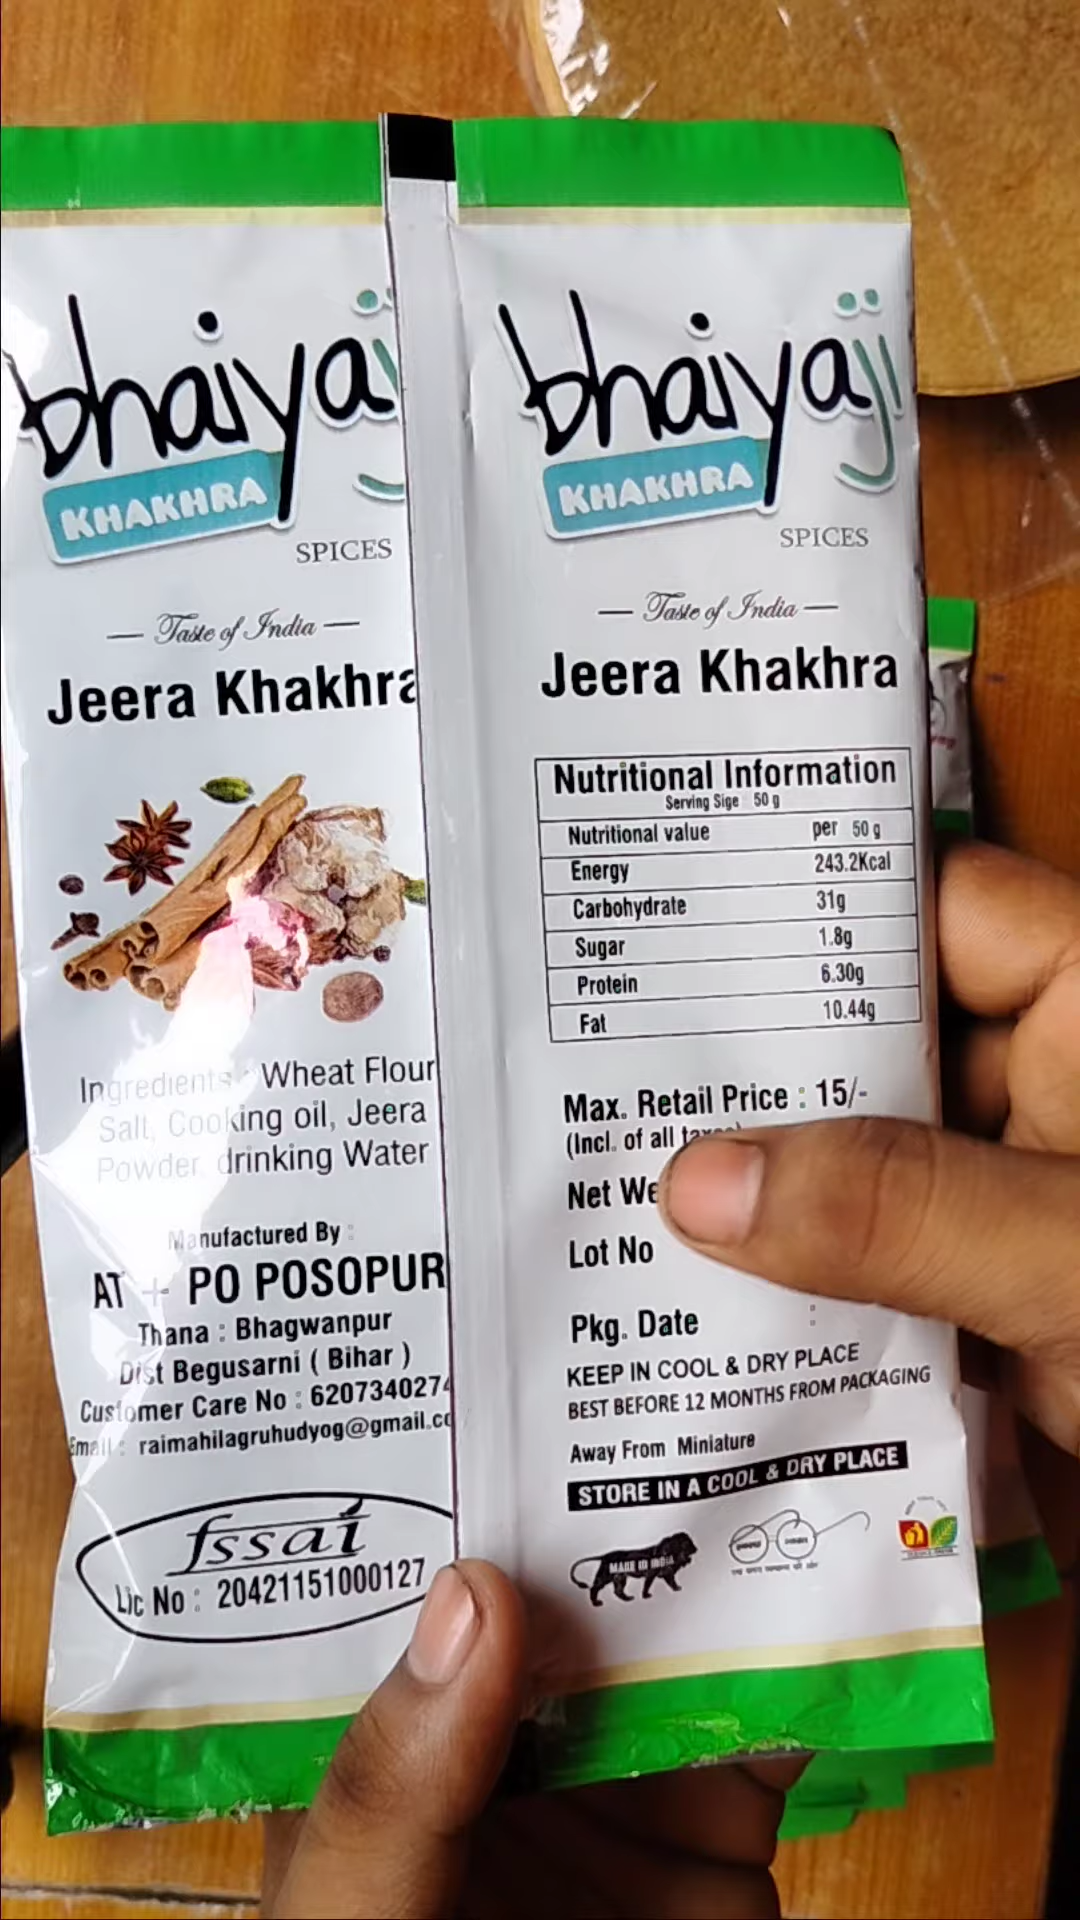 bhaiyaj
KHAKHRA
SPICES
Taste of India
Jeera Khakhra
Ingredients : Wheat Flour
Salt, Cooking oil, Jeera
Powder, drinking Water
Manufactured By :
AT + PO POSOPUR
Thana : Bhagwanpur
Dist Begusarni ( Bihar )
Customer Care No : 6207340274
Email : raimahilagruhudyog@gmail.co
fssai
Lic No : 20421151000127
bhaiyaji
KHAKHRA
SPICES
Taste of India
Jeera Khakhra
Nutritional Information
Serving Sige 50 g
Nutritional value per 50 g
Energy 243.2Kcal
Carbohydrate 31g
Sugar 1.8g
Protein 6.30g
Fat 10.44g
Max. Retail Price : 15/-
(Incl. of all
Net We
Lot No
Pkg. Date :
KEEP IN COOL & DRY PLACE
BEST BEFORE 12 MONTHS FROM PACKAGING
Away From Miniature
STORE IN A COOL & DRY PLACE
MAKE IN INDIA